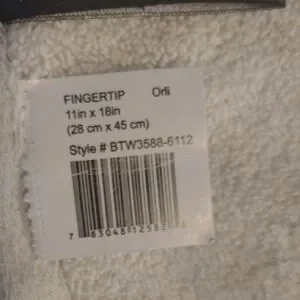 FINGERTIP Orli
11in x 18in
(28 cm x 45 cm)
Style # BTW3588-6112